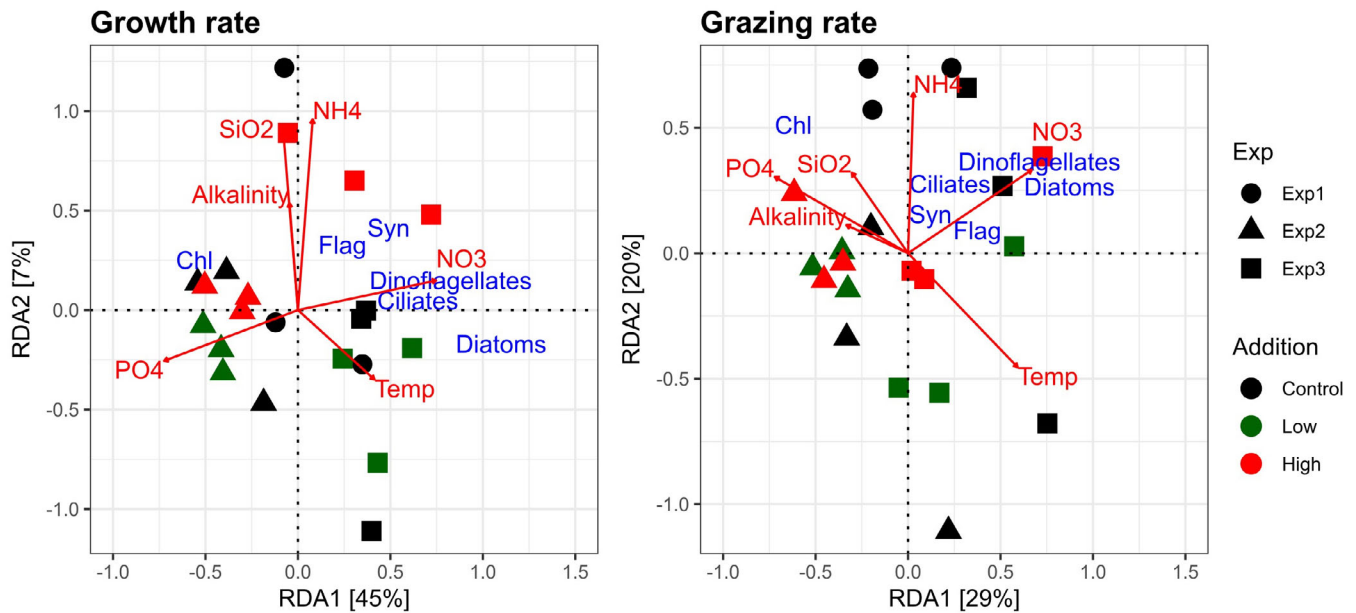 Growth rate
1.0
0.5
0.0
-0.5
-1.0
RDA2 [7%]
SiO2
NH4
Alkalinity
Syn
Flag
Chl
NO3
Dinoflagellates
Ciliates
Diatoms
PO4
Temp
-1.0
-0.5
0.0
0.5
1.0
1.5
RDA1 [45%]
Grazing rate
0.5
0.0
-0.5
-1.0
RDA2 [20%]
NH4
Chl
NO3
PO4
SiO2
Dinoflagellates
Ciliates
Diatoms
Alkalinity
Syn
Flag
Temp
-1.0
-0.5
0.0
0.5
1.0
1.5
RDA1 [29%]
Exp
Exp1
Exp2
Exp3
Addition
Control
Low
High